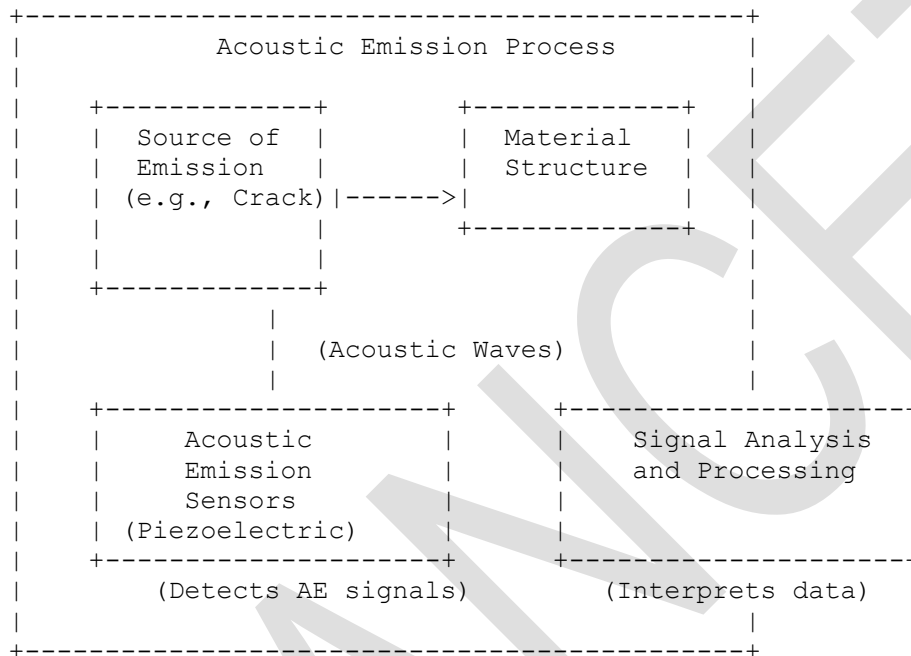 Acoustic Emission Process
Source of
Emission
(e.g., Crack)
Material
Structure
(Acoustic Waves)
Acoustic
Emission
Sensors
(Piezoelectric)
Signal Analysis
and Processing
(Detects AE signals)
(Interprets data)